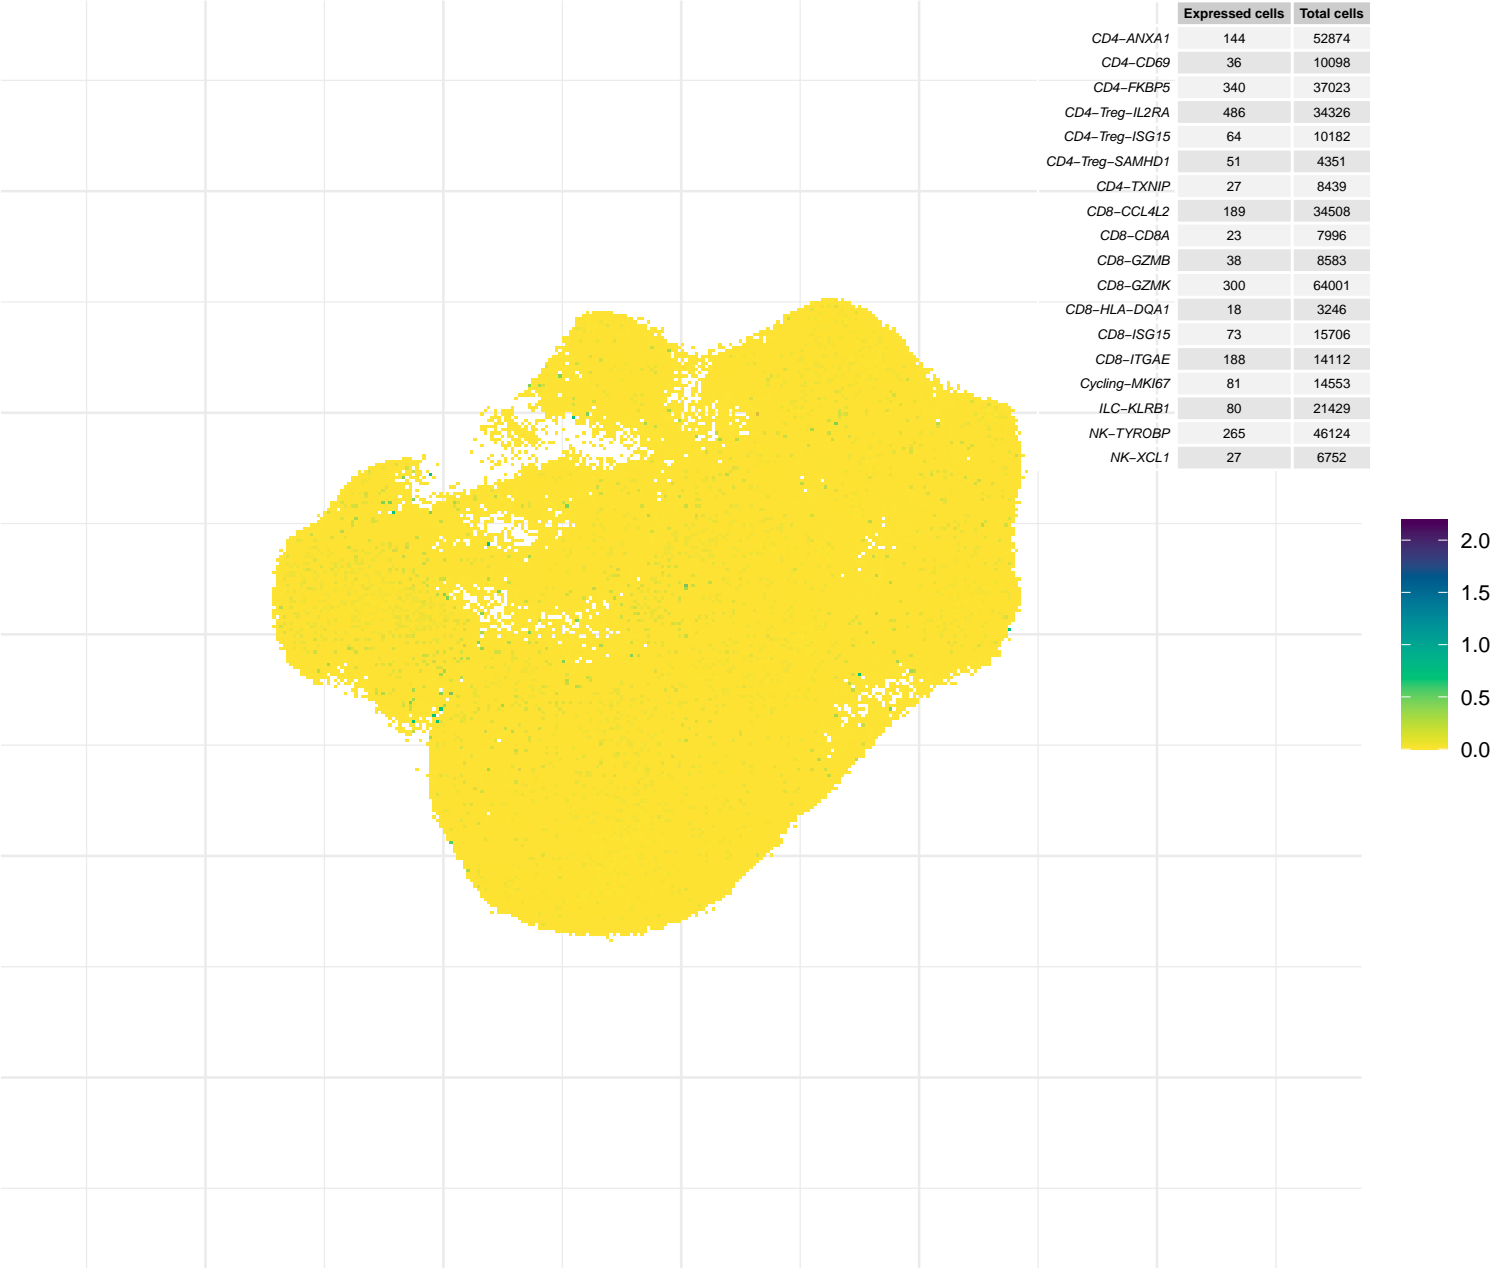 Expressed cells Total cells
CD4−ANXA1 144 52874
CD4−CD69 36 10098
CD4−FKBP5 340 37023
CD4−Treg−IL2RA 486 34326
CD4−Treg−ISG15 64 10182
CD4−Treg−SAMHD1 51 4351
CD4−TXNIP 27 8439
CD8−CCL4L2 189 34508
CD8−CD8A 23 7996
CD8−GZMB 38 8583
CD8−GZMK 300 64001
CD8−HLA−DQA1 18 3246
CD8−ISG15 73 15706
CD8−ITGAE 188 14112
Cycling−MKI67 81 14553
ILC−KLRB1 80 21429
NK−TYROBP 265 46124
NK−XCL1 27 6752
2.0
1.5
1.0
0.5
0.0